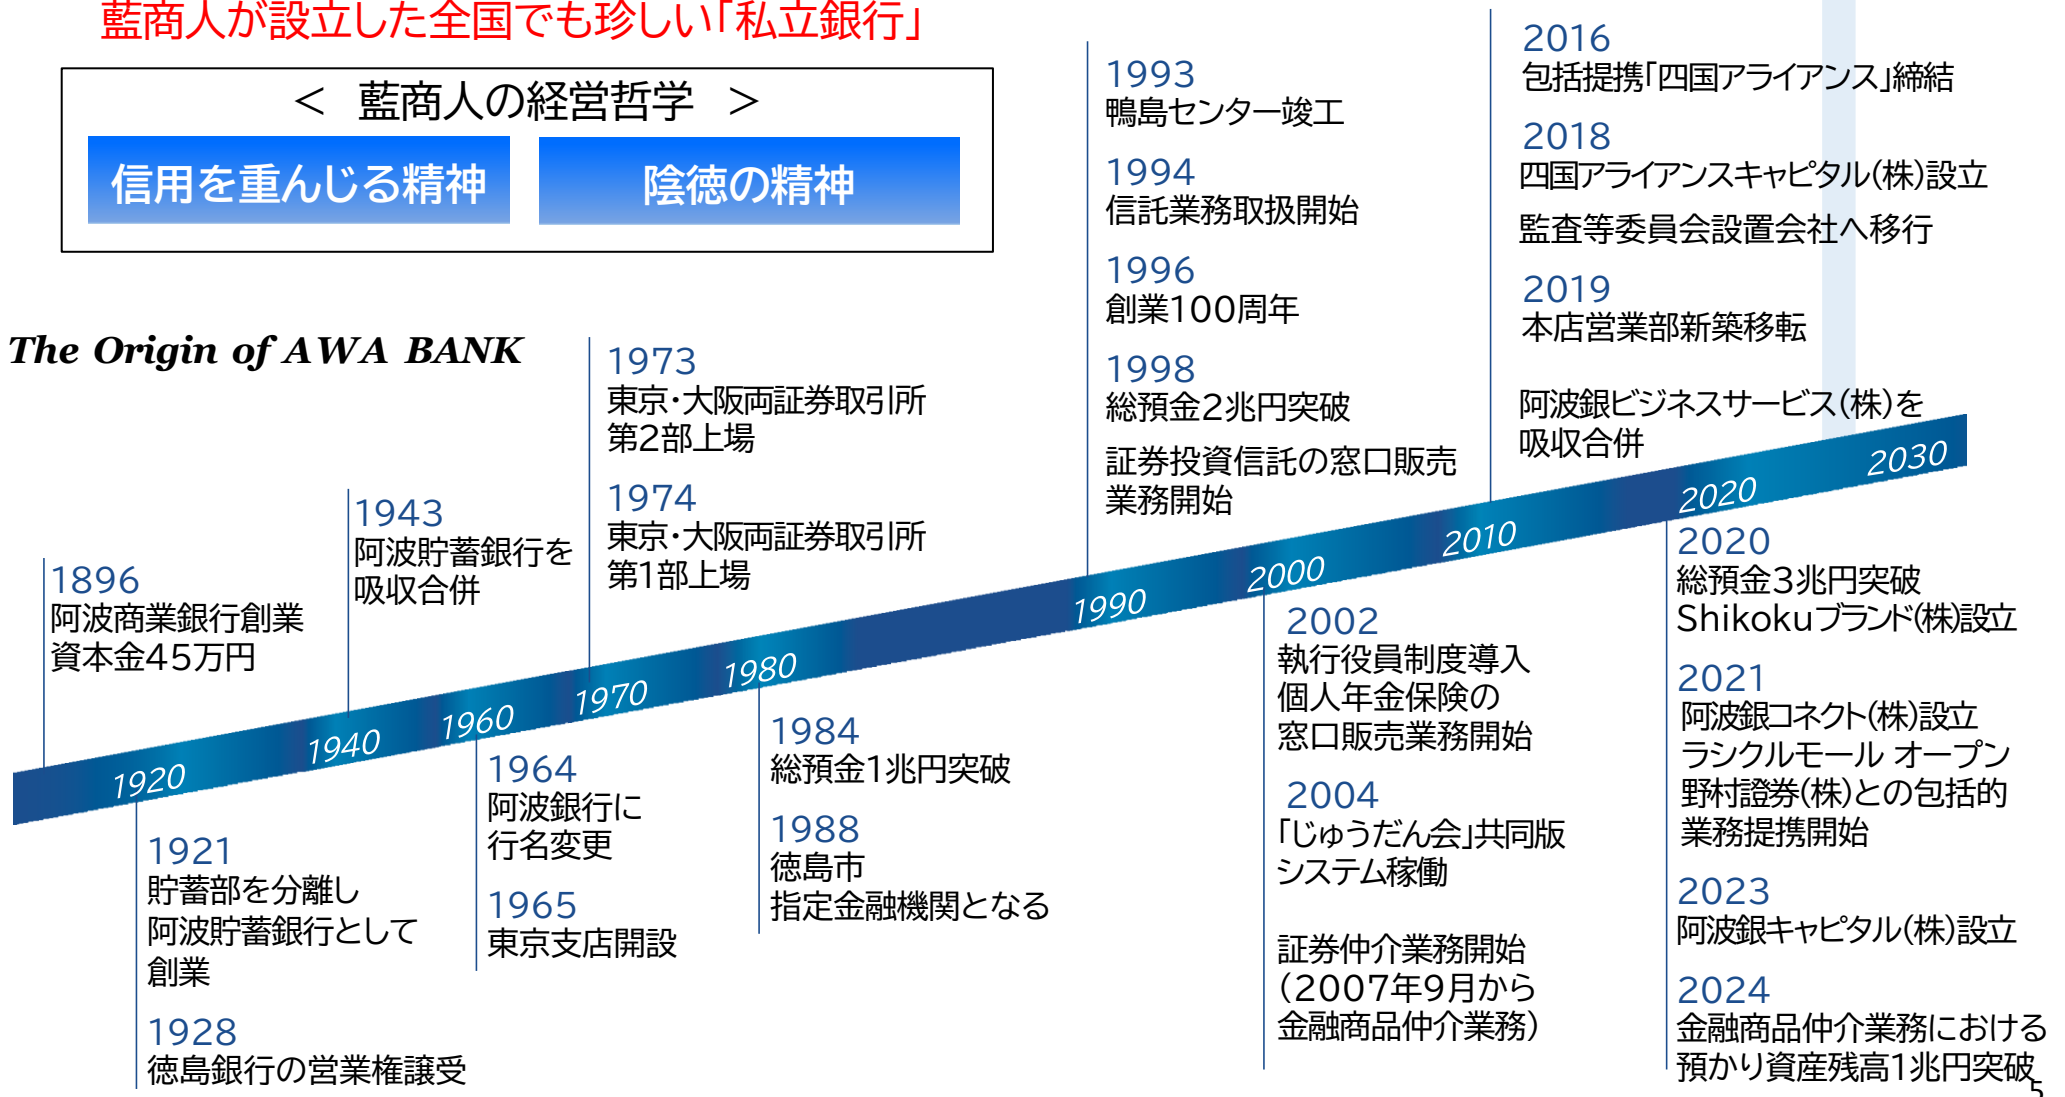 藍商人が設立した全国でも珍しい「私立銀行」
＜ 藍商人の経営哲学 ＞
信用を重んじる精神
陰徳の精神
The Origin of AWA BANK
1896
阿波商業銀行創業
資本金45万円
1921
貯蓄部を分離し
阿波貯蓄銀行として
創業
1928
徳島銀行の営業権譲受
1943
阿波貯蓄銀行を
吸収合併
1964
阿波銀行に
行名変更
1965
東京支店開設
1973
東京・大阪両証券取引所
第2部上場
1974
東京・大阪両証券取引所
第1部上場
1984
総預金1兆円突破
1988
徳島市
指定金融機関となる
1993
鴨島センター竣工
1994
信託業務取扱開始
1996
創業100周年
1998
総預金2兆円突破
証券投資信託の窓口販売
業務開始
2002
執行役員制度導入
個人年金保険の
窓口販売業務開始
2004
「じゅうだん会」共同版
システム稼働
証券仲介業務開始
（2007年9月から
金融商品仲介業務）
2016
包括提携「四国アライアンス」締結
2018
四国アライアンスキャピタル(株)設立
監査等委員会設置会社へ移行
2019
本店営業部新築移転
阿波銀ビジネスサービス(株)を
吸収合併
2020
総預金3兆円突破
Shikokuブランド(株)設立
2021
阿波銀コネクト(株)設立
ラシクルモール オープン
野村證券(株)との包括的
業務提携開始
2023
阿波銀キャピタル(株)設立
2024
金融商品仲介業務における
預かり資産残高1兆円突破
1920
1940
1960
1970
1980
1990
2000
2010
2020
2030
5